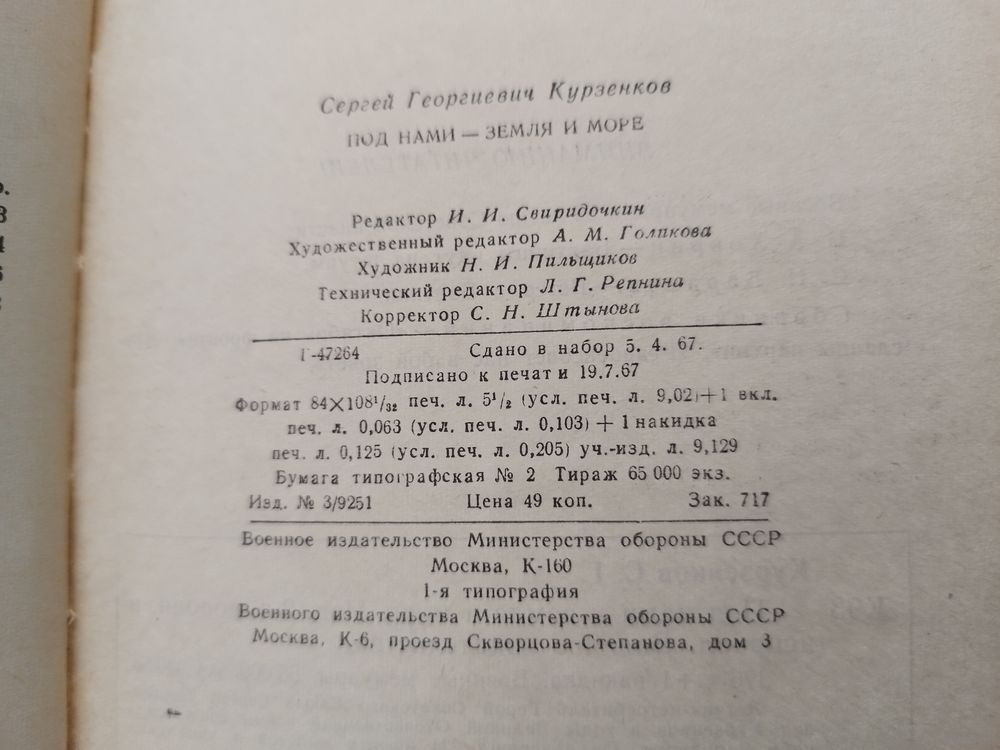 Сергей Георгиевич Курзенков
ПОД НАМИ — ЗЕМЛЯ И МОРЕ
Редактор И. И. Свиридочкин
Художественный редактор А. М. Голикова
Художник Н. И. Пильщиков
Технический редактор Л. Г. Репнина
Корректор С. Н. Штынова
Г-47264 Сдано в набор 5. 4. 67.
Подписано к печати 19.7.67
Формат 84×108¹/₃₂ печ. л. 5¹/₂ (усл. печ. л. 9,02)+1 вкл.
печ. л. 0,063 (усл. печ. л. 0,103) + 1 накидка
печ. л. 0,125 (усл. печ. л. 0,205) уч.-изд. л. 9,129
Бумага типографская № 2 Тираж 65 000 экз.
Изд. № 3/9251 Цена 49 коп. Зак. 717
Военное издательство Министерства обороны СССР
Москва, К-160
1-я типография
Военного издательства Министерства обороны СССР
Москва, К-6, проезд Скворцова-Степанова, дом 3